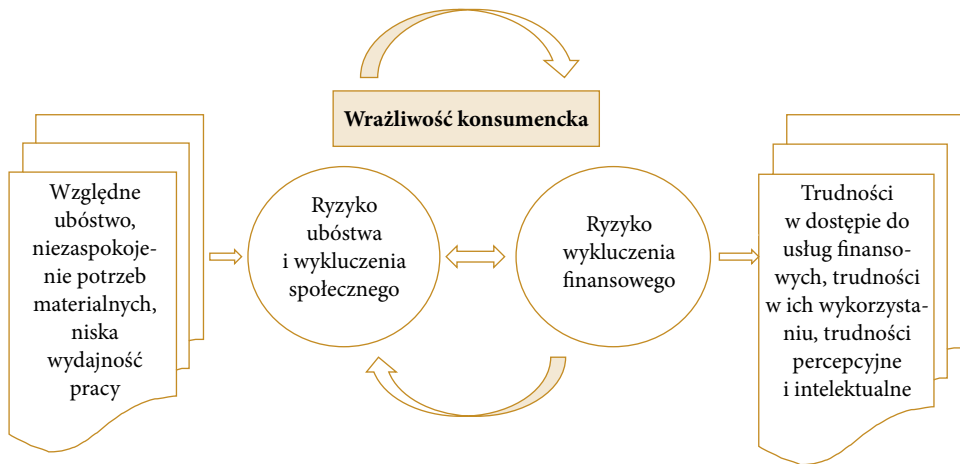 Wrażliwość konsumencka
Względne
ubóstwo,
niezaspokoje-
nie potrzeb
materialnych,
niska
wydajność
pracy
Ryzyko
ubóstwa
i wykluczenia
społecznego
Ryzyko
wykluczenia
finansowego
Trudności
w dostępie do
usług finanso-
wych, trudności
w ich wykorzysta-
niu, trudności
percepcyjne
i intelektualne